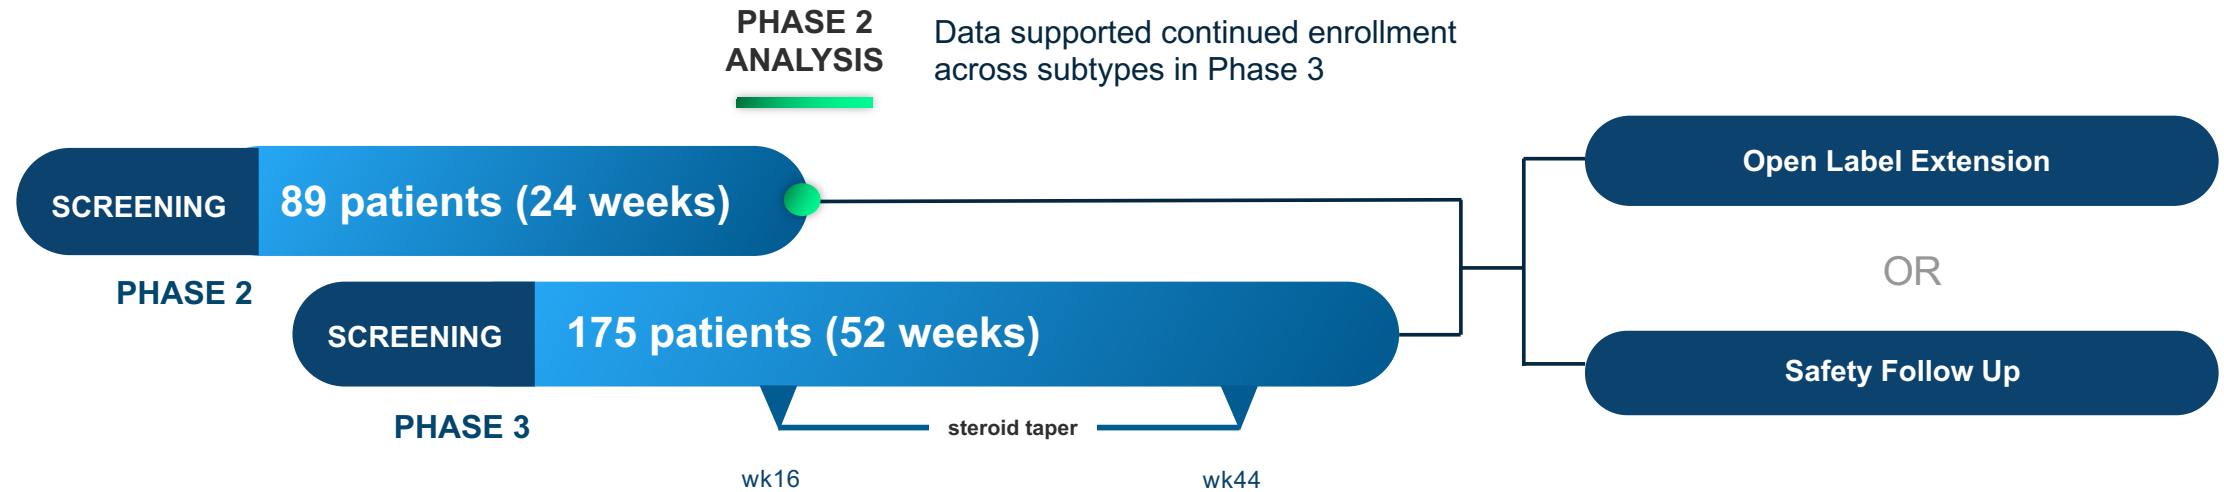 PHASE 2
ANALYSIS
Data supported continued enrollment
across subtypes in Phase 3
SCREENING
89 patients (24 weeks)
PHASE 2
SCREENING
175 patients (52 weeks)
PHASE 3
steroid taper
wk16
wk44
Open Label Extension
OR
Safety Follow Up